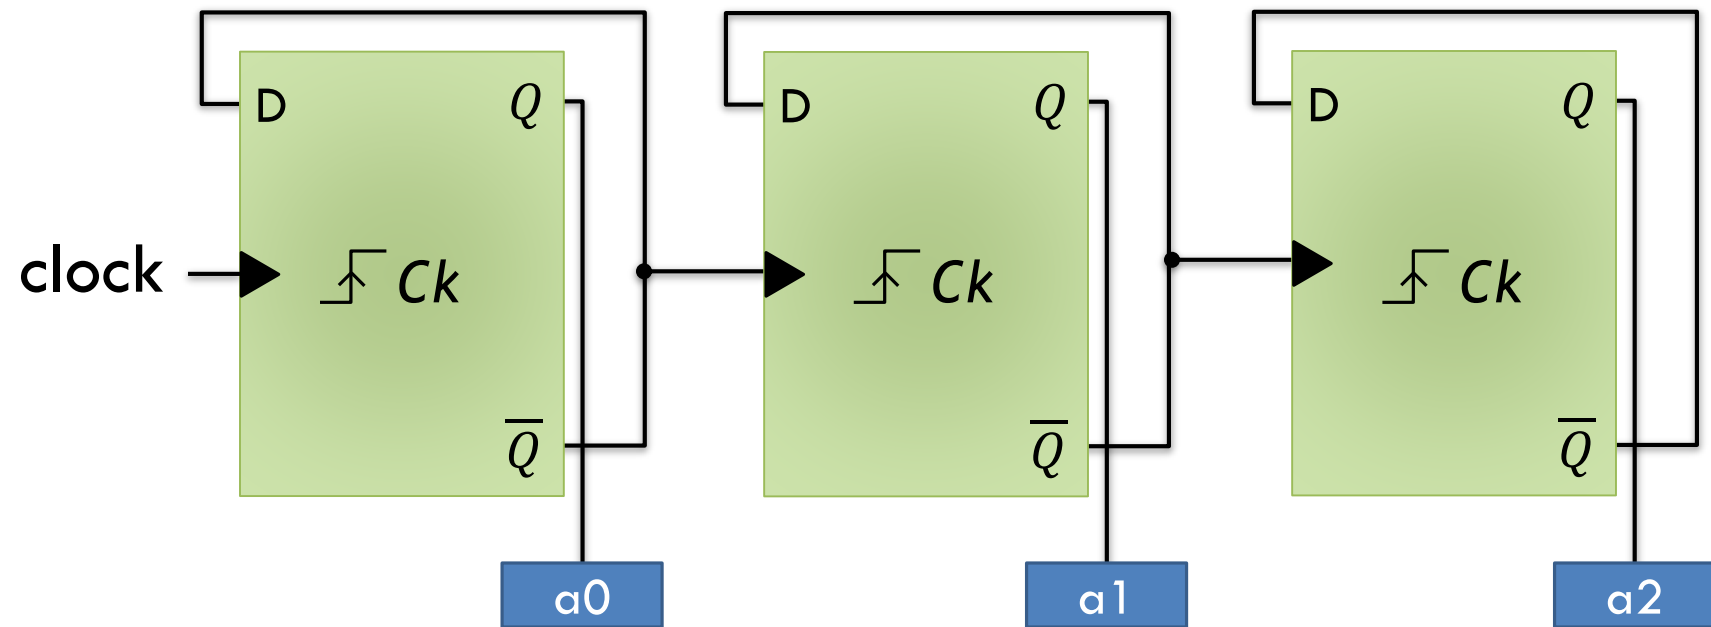 D Q D Q D Q
clock Ck Ck Ck
Q̅ Q̅ Q̅
a0 a1 a2